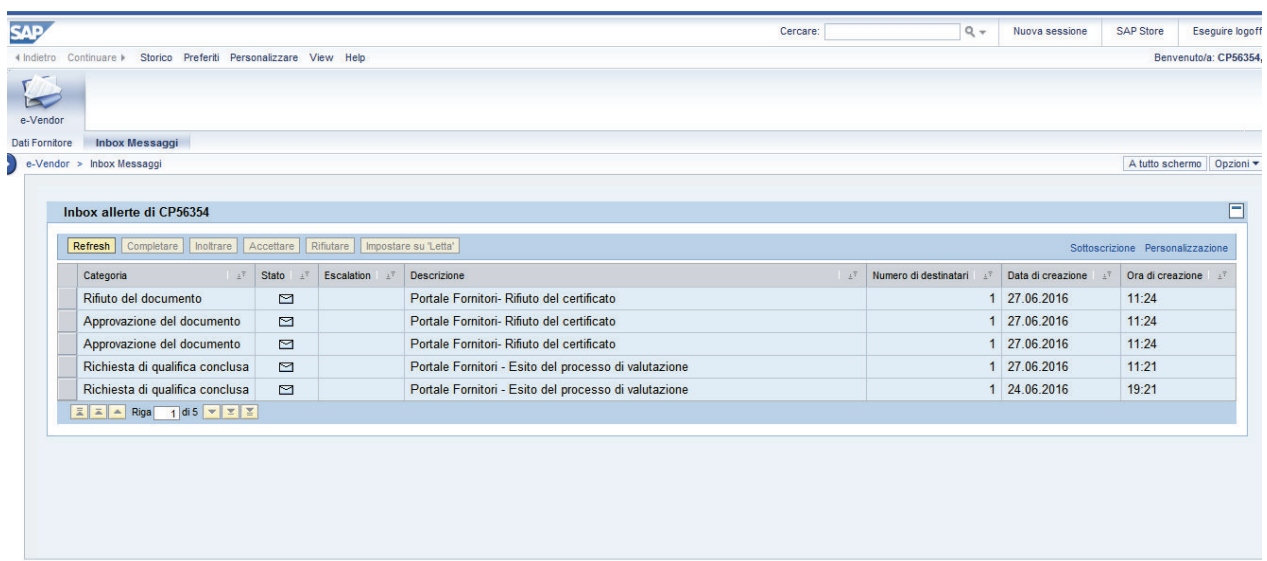 SAP Cercare: Nuova sessione SAP Store Eseguire logoff
Indietro Continuare Storico Preferiti Personalizzare View Help Benvenuto/a: CP56354,
e-Vendor
Dati Fornitore Inbox Messaggi
e-Vendor > Inbox Messaggi A tutto schermo Opzioni
Inbox allerte di CP56354
Refresh Completare Inoltrare Accettare Rifiutare Impostare su 'Letta' Sottoscrizione Personalizzazione
Categoria Stato Escalation Descrizione Numero di destinatari Data di creazione Ora di creazione
Rifiuto del documento Portale Fornitori- Rifiuto del certificato 1 27.06.2016 11:24
Approvazione del documento Portale Fornitori- Rifiuto del certificato 1 27.06.2016 11:24
Approvazione del documento Portale Fornitori- Rifiuto del certificato 1 27.06.2016 11:24
Richiesta di qualifica conclusa Portale Fornitori - Esito del processo di valutazione 1 27.06.2016 11:21
Richiesta di qualifica conclusa Portale Fornitori - Esito del processo di valutazione 1 24.06.2016 19:21
Riga 1 di 5